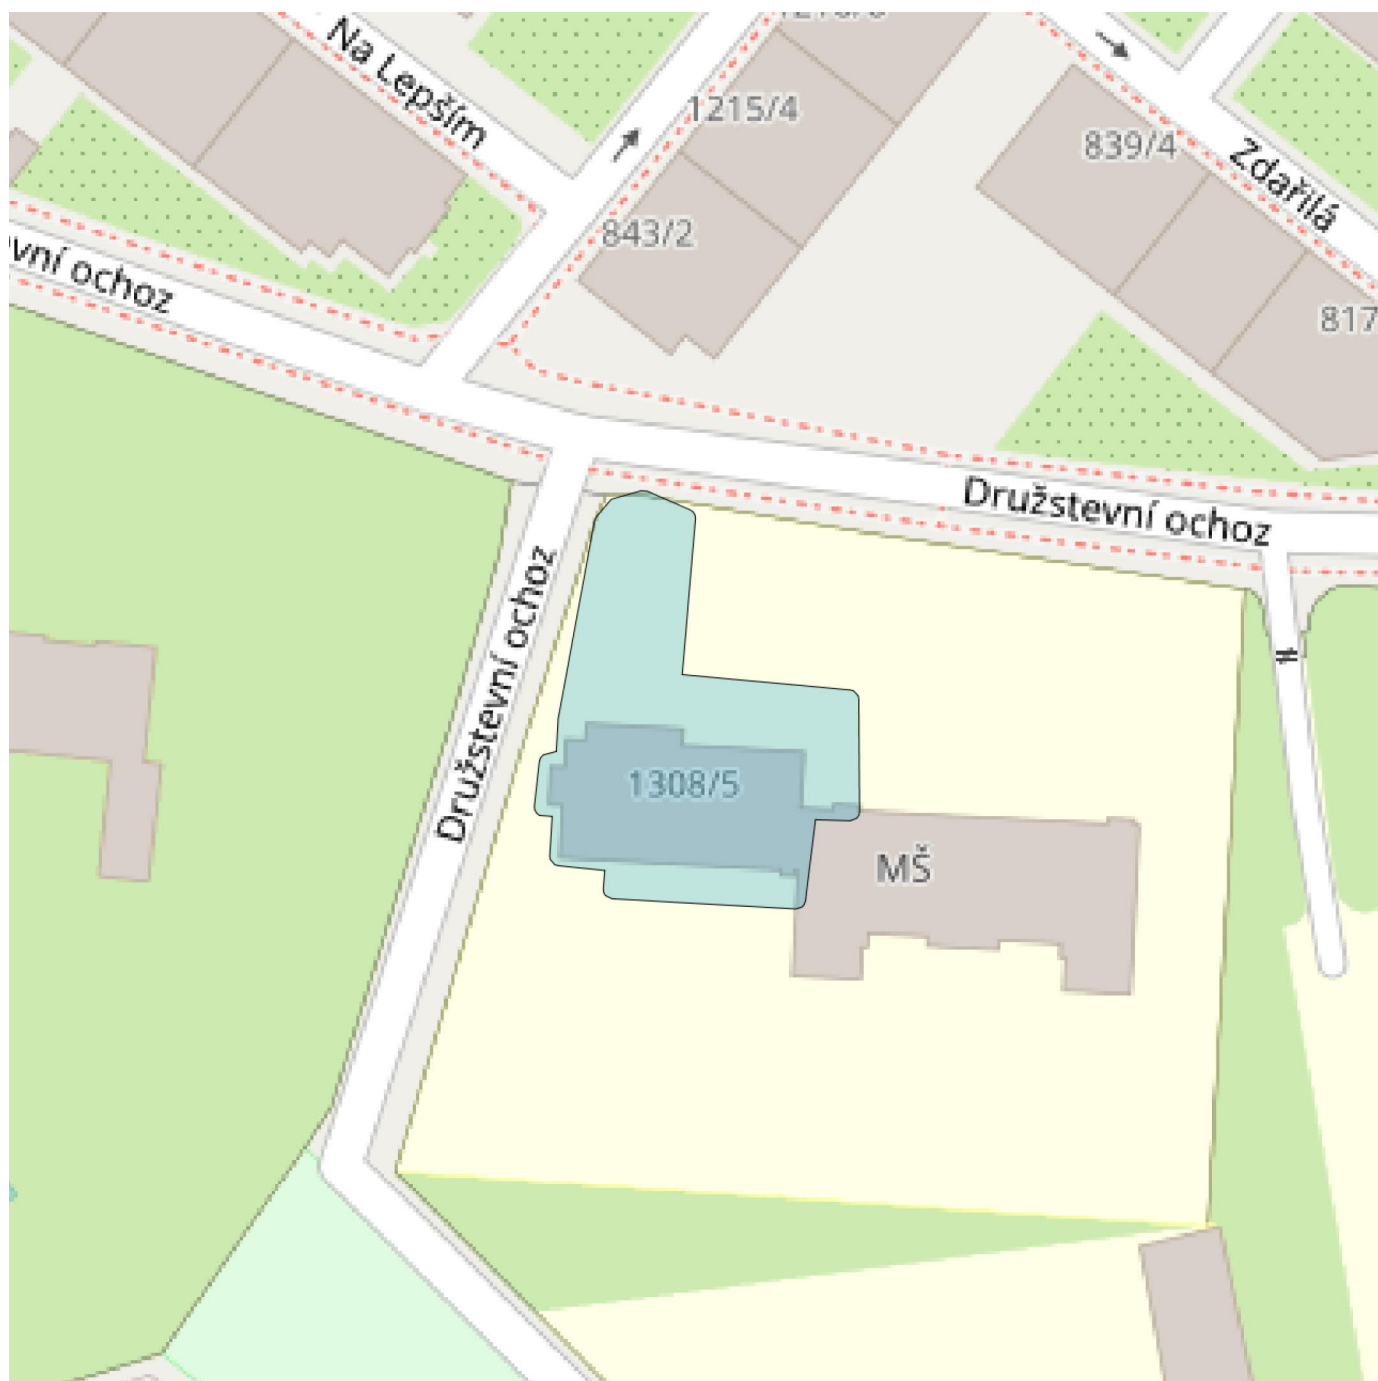 Na Lepším
1215/4
839/4
Zdařilá
843/2
vní ochoz
817
Družstevní ochoz
Družstevní ochoz
1308/5
MŠ